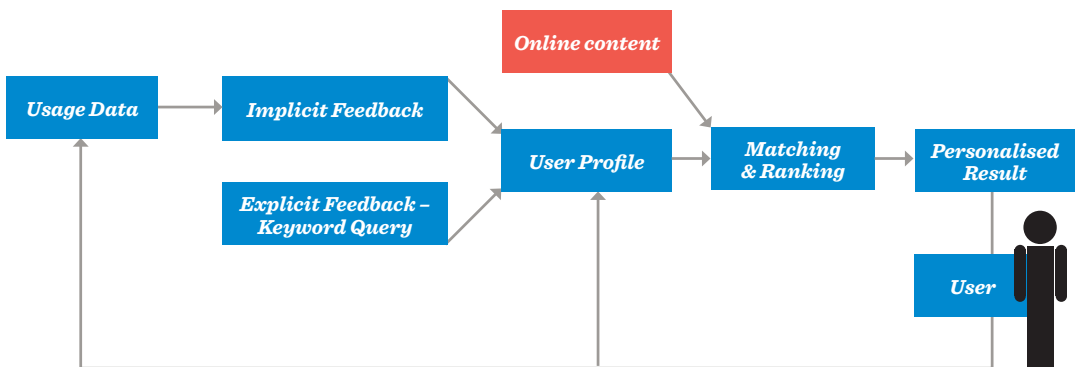 Online content
Usage Data
Implicit Feedback
Explicit Feedback –
Keyword Query
User Profile
Matching
& Ranking
Personalised
Result
User